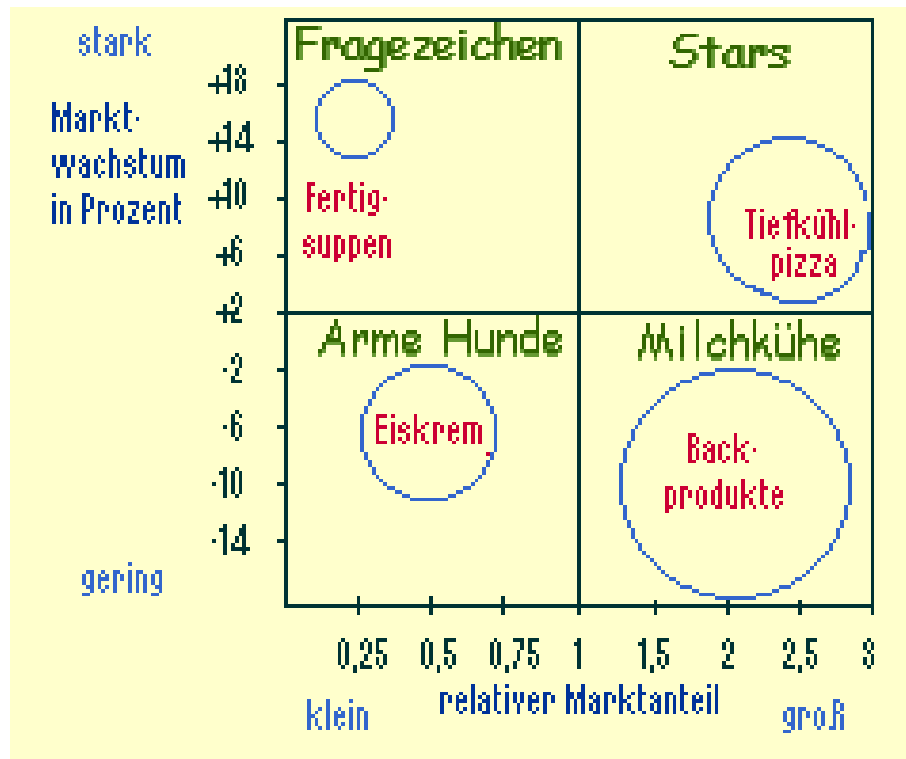 stark
Markt-
wachstum
in Prozent
+18
+14
+10
+6
+2
-2
-6
-10
-14
gering
Fragezeichen
Stars
Fertig-
suppen
Tiefkühl-
pizza
Arme Hunde
Milchkühe
Eiskrem
Back-
produkte
0,25 0,5 0,75 1 1,5 2 2,5 3
relativer Marktanteil
klein
groß